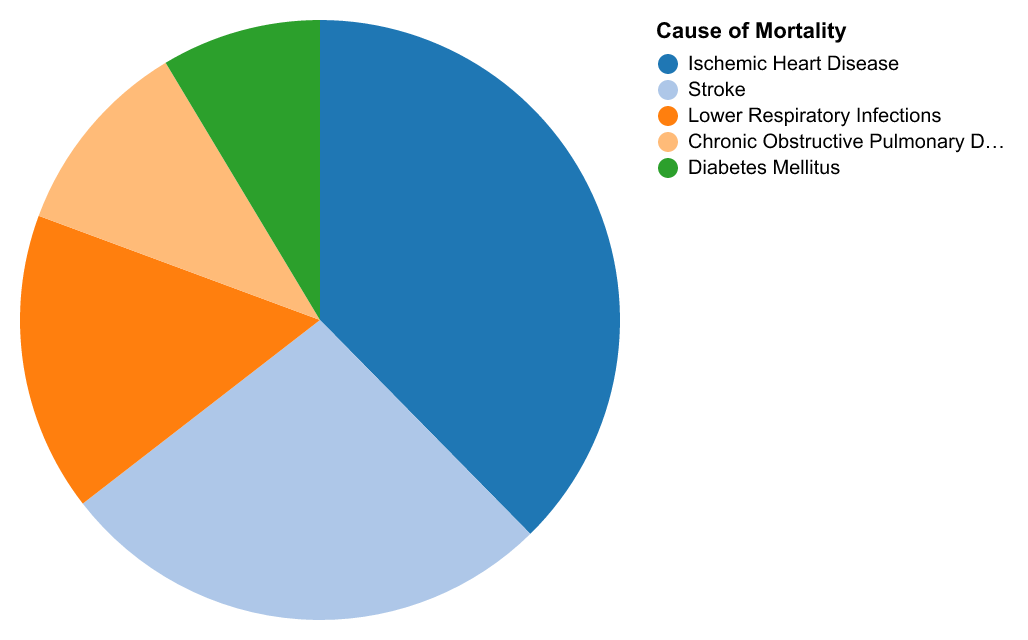 Cause of Mortality
Ischemic Heart Disease
Stroke
Lower Respiratory Infections
Chronic Obstructive Pulmonary D…
Diabetes Mellitus